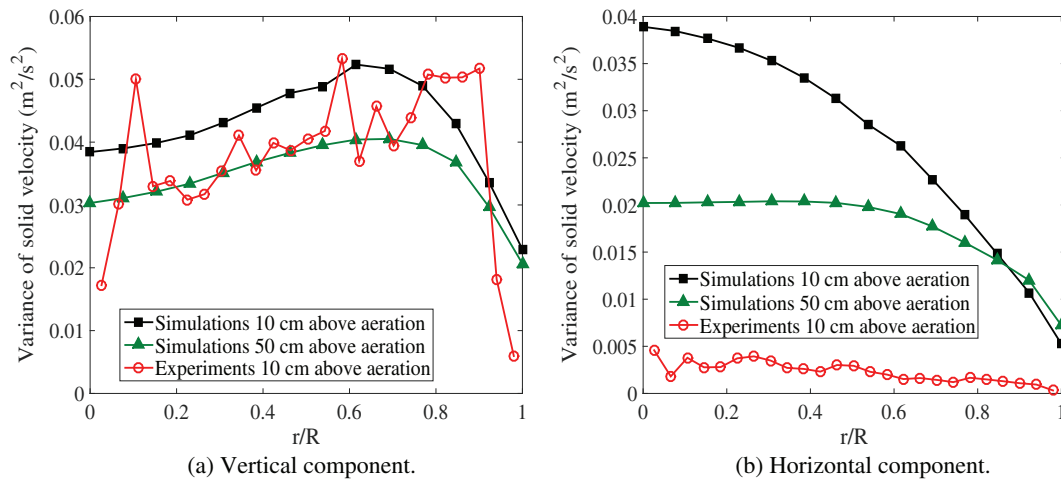 0.06
0.05
0.04
0.03
0.02
0.01
0
Variance of solid velocity (m²/s²)
Simulations 10 cm above aeration
Simulations 50 cm above aeration
Experiments 10 cm above aeration
0 0.2 0.4 0.6 0.8 1
r/R
(a) Vertical component.
0.04
0.035
0.03
0.025
0.02
0.015
0.01
0.005
0
Variance of solid velocity (m²/s²)
Simulations 10 cm above aeration
Simulations 50 cm above aeration
Experiments 10 cm above aeration
0 0.2 0.4 0.6 0.8 1
r/R
(b) Horizontal component.